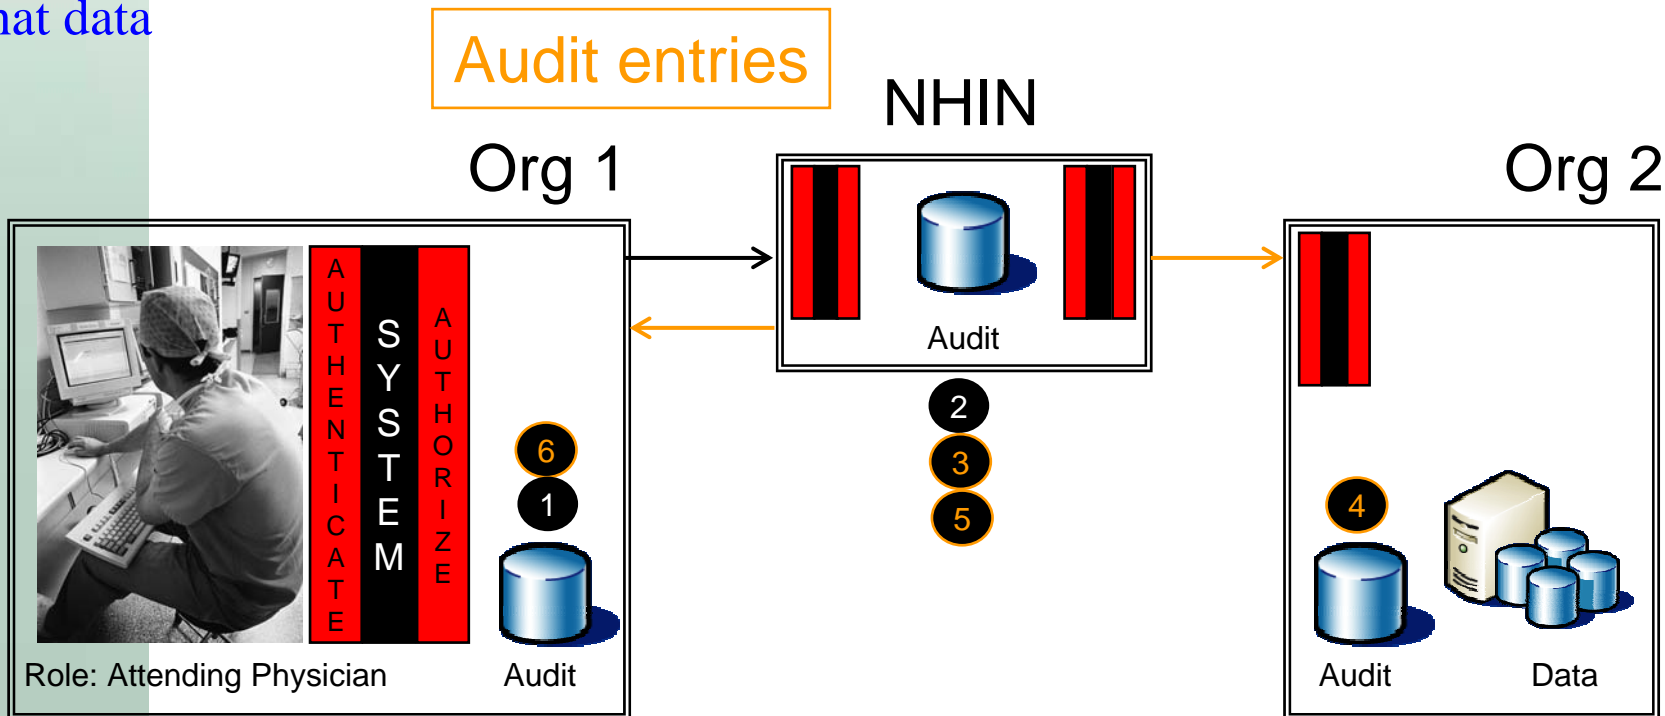 hat data
Audit entries
NHIN
Org 1
Org 2
AUTHENTICATE
SYSTEM
AUTHORIZE
Audit
2
3
5
6
1
4
Role: Attending Physician
Audit
Audit
Data